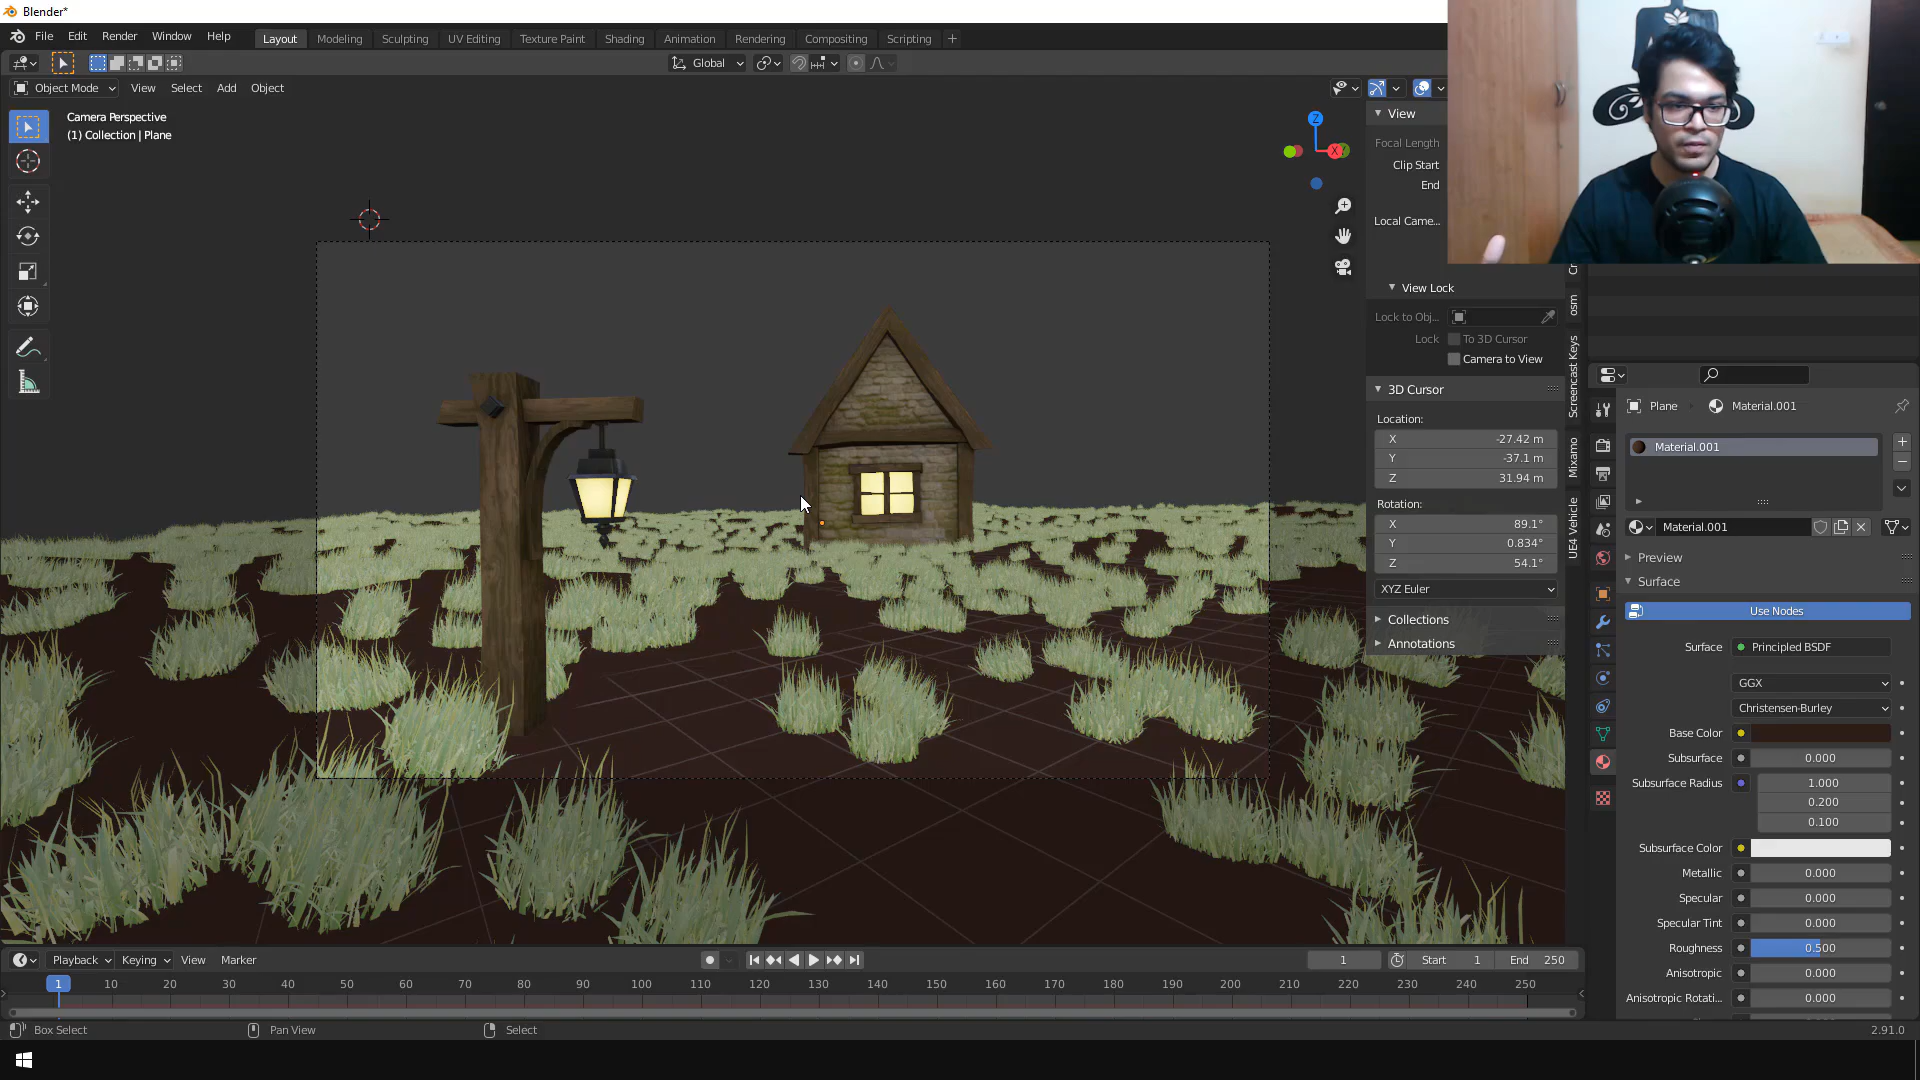 Blender*
File Edit Render Window Help
Layout Modeling Sculpting UV Editing Texture Paint Shading Animation Rendering Compositing Scripting +
Global
Object Mode View Select Add Object
Camera Perspective
(1) Collection | Plane
Z
X
View
Focal Length
Clip Start
End
Local Came...
View Lock
Lock to Obj...
Lock To 3D Cursor
Camera to View
3D Cursor
Location:
X -27.42 m
Y -37.1 m
Z 31.94 m
Rotation:
X 89.1°
Y 0.834°
Z 54.1°
XYZ Euler
Collections
Annotations
osm
Screencast Keys
Mixamo
UE4 Vehicle
Plane Material.001
Material.001
Material.001
Preview
Surface
Use Nodes
Surface Principled BSDF
GGX
Christensen-Burley
Base Color
Subsurface 0.000
Subsurface Radius 1.000
0.200
0.100
Subsurface Color
Metallic 0.000
Specular 0.000
Specular Tint 0.000
Roughness 0.500
Anisotropic 0.000
Anisotropic Rotati... 0.000
Playback Keying View Marker
1 Start 1 End 250
1 10 20 30 40 50 60 70 80 90 100 110 120 130 140 150 160 170 180 190 200 210 220 230 240 250
Box Select Pan View Select
2.91.0